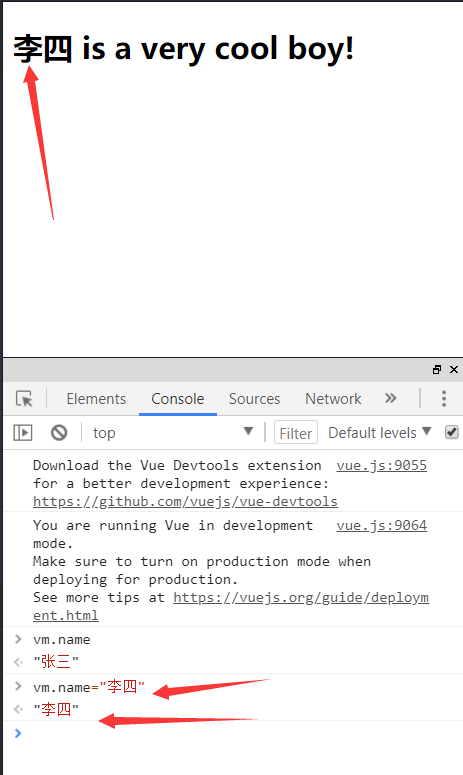 李四 is a very cool boy!
Elements Console Sources Network »
top Filter Default levels
Download the Vue Devtools extension vue.js:9055
for a better development experience:
https://github.com/vuejs/vue-devtools
You are running Vue in development vue.js:9064
mode.
Make sure to turn on production mode when
deploying for production.
See more tips at https://vuejs.org/guide/deploym
ent.html
vm.name
"张三"
vm.name="李四"
"李四"